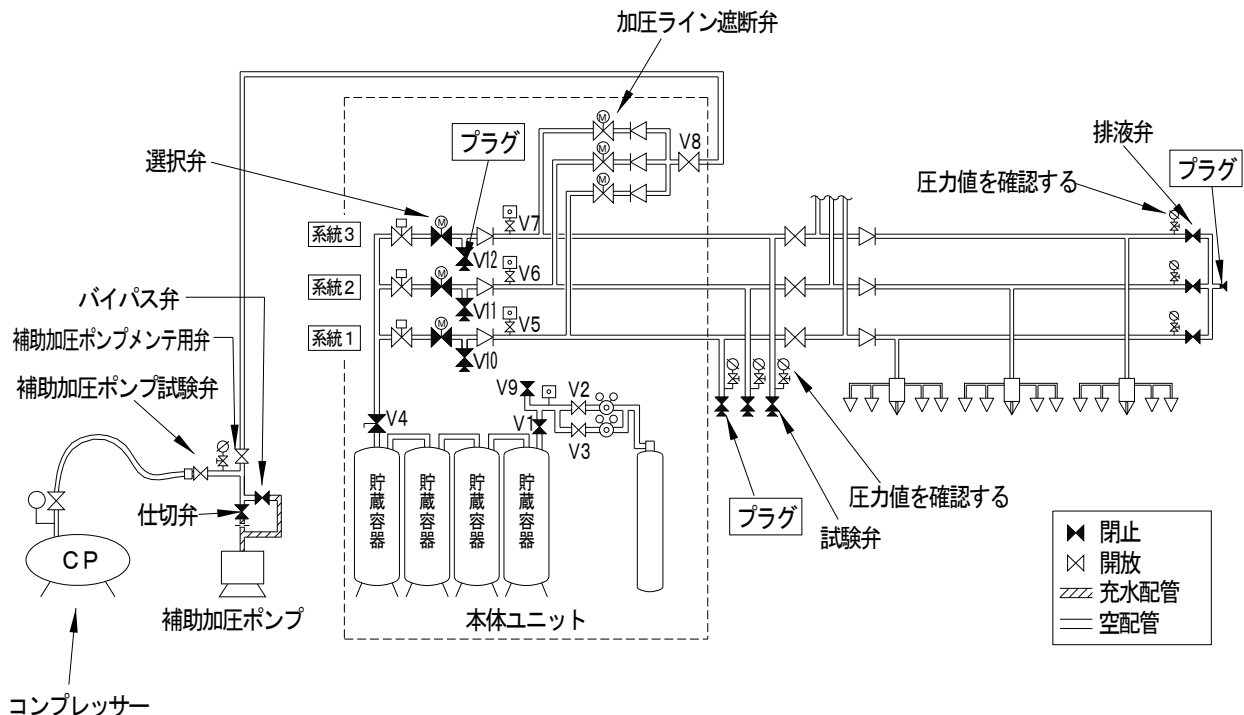 加圧ライン遮断弁
プラグ
選択弁
V8
排液弁
プラグ
圧力値を確認する
M
M
M
系統3
M
V7
V12
系統2
M
V6
V11
系統1
M
V5
V10
バイパス弁
補助加圧ポンプメンテ用弁
補助加圧ポンプ試験弁
V4
V9
V2
V1
V3
貯蔵容器
貯蔵容器
貯蔵容器
貯蔵容器
圧力値を確認する
プラグ
試験弁
仕切弁
CP
補助加圧ポンプ
本体ユニット
コンプレッサー
閉止
開放
充水配管
空配管